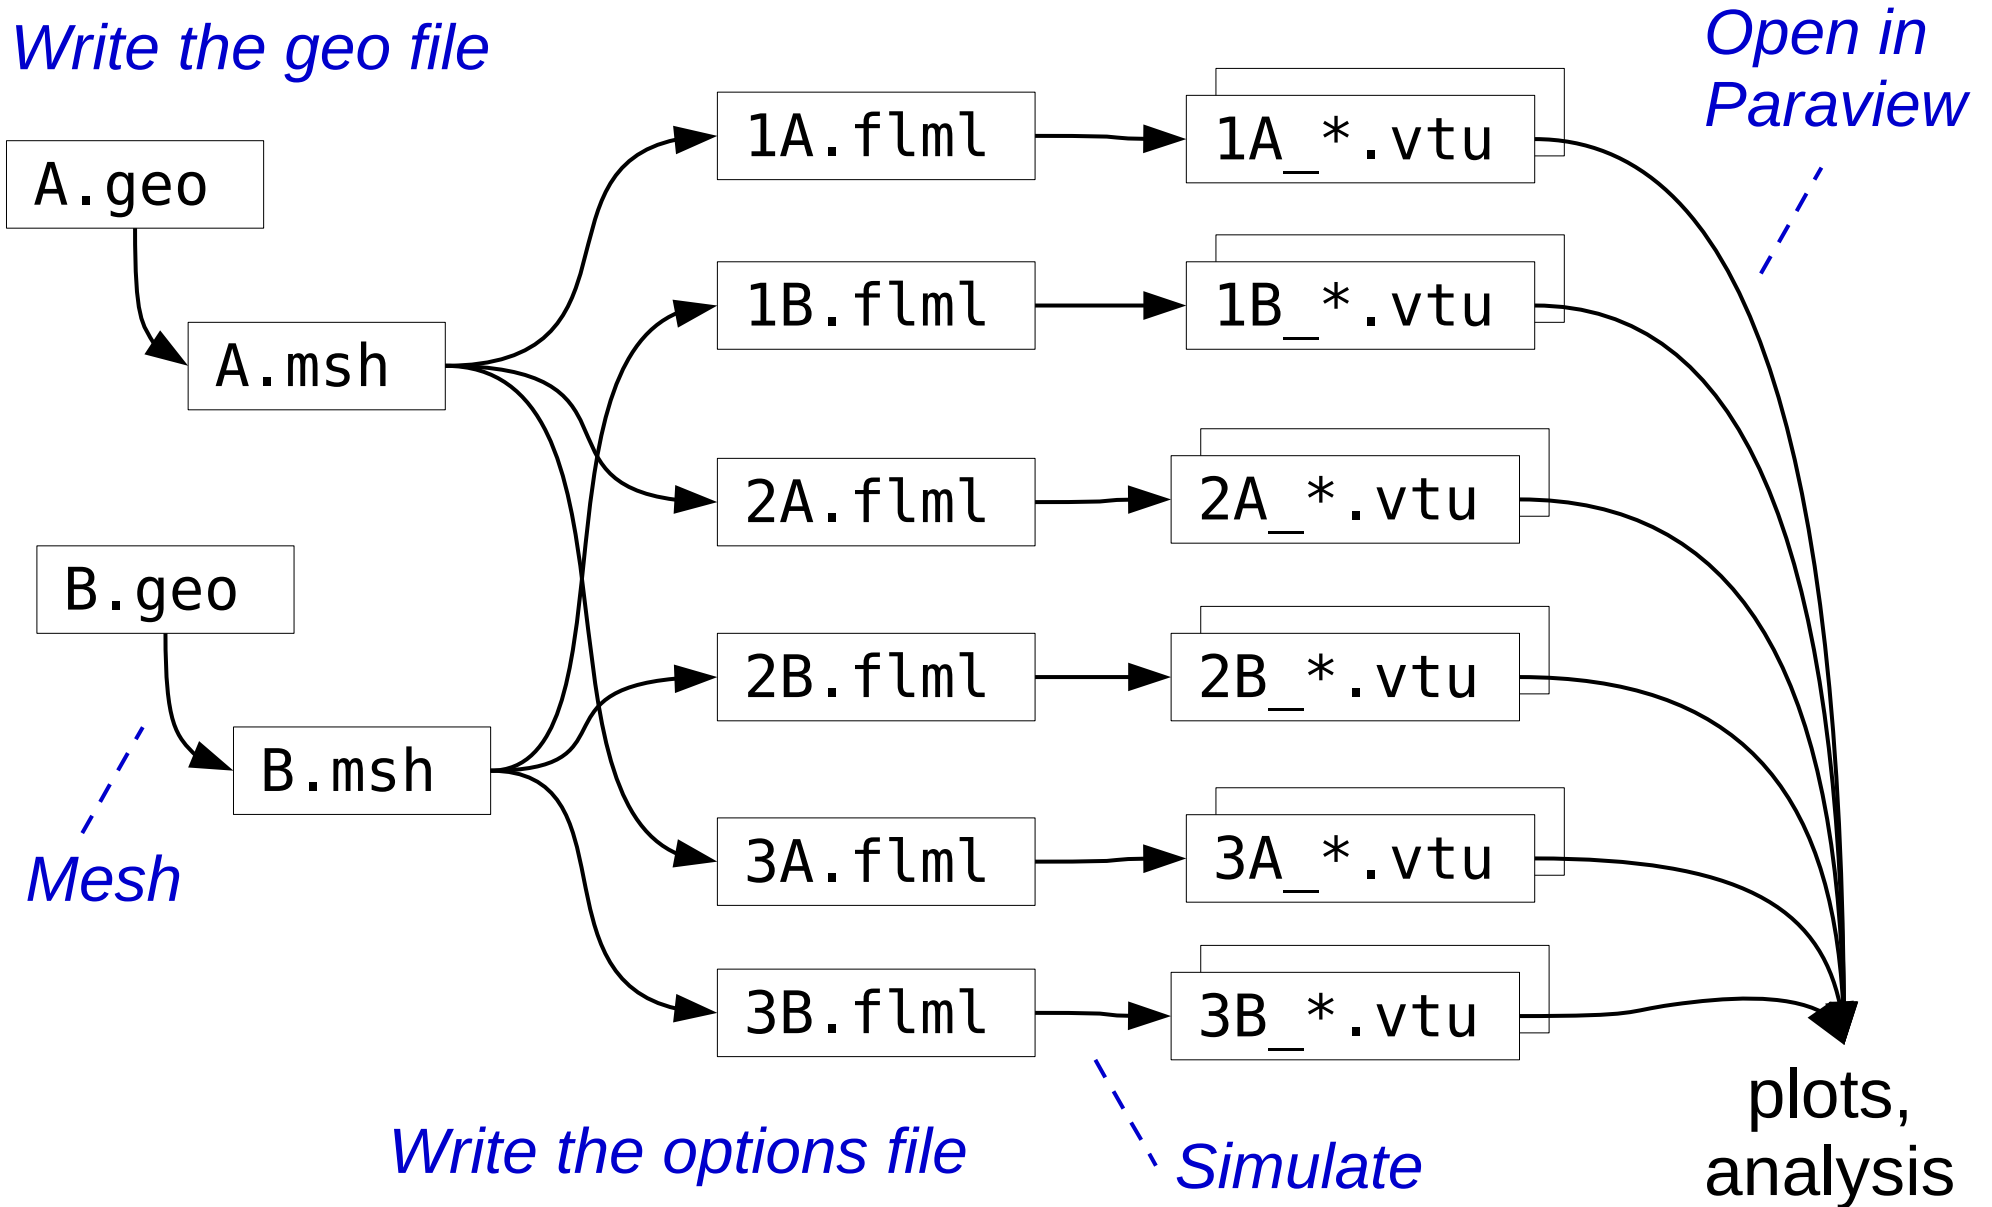 Write the geo file
Open in
Paraview
A.geo
A.msh
B.geo
B.msh
Mesh
1A.flml
1A_*.vtu
1B.flml
1B_*.vtu
2A.flml
2A_*.vtu
2B.flml
2B_*.vtu
3A.flml
3A_*.vtu
3B.flml
3B_*.vtu
Write the options file
Simulate
plots,
analysis